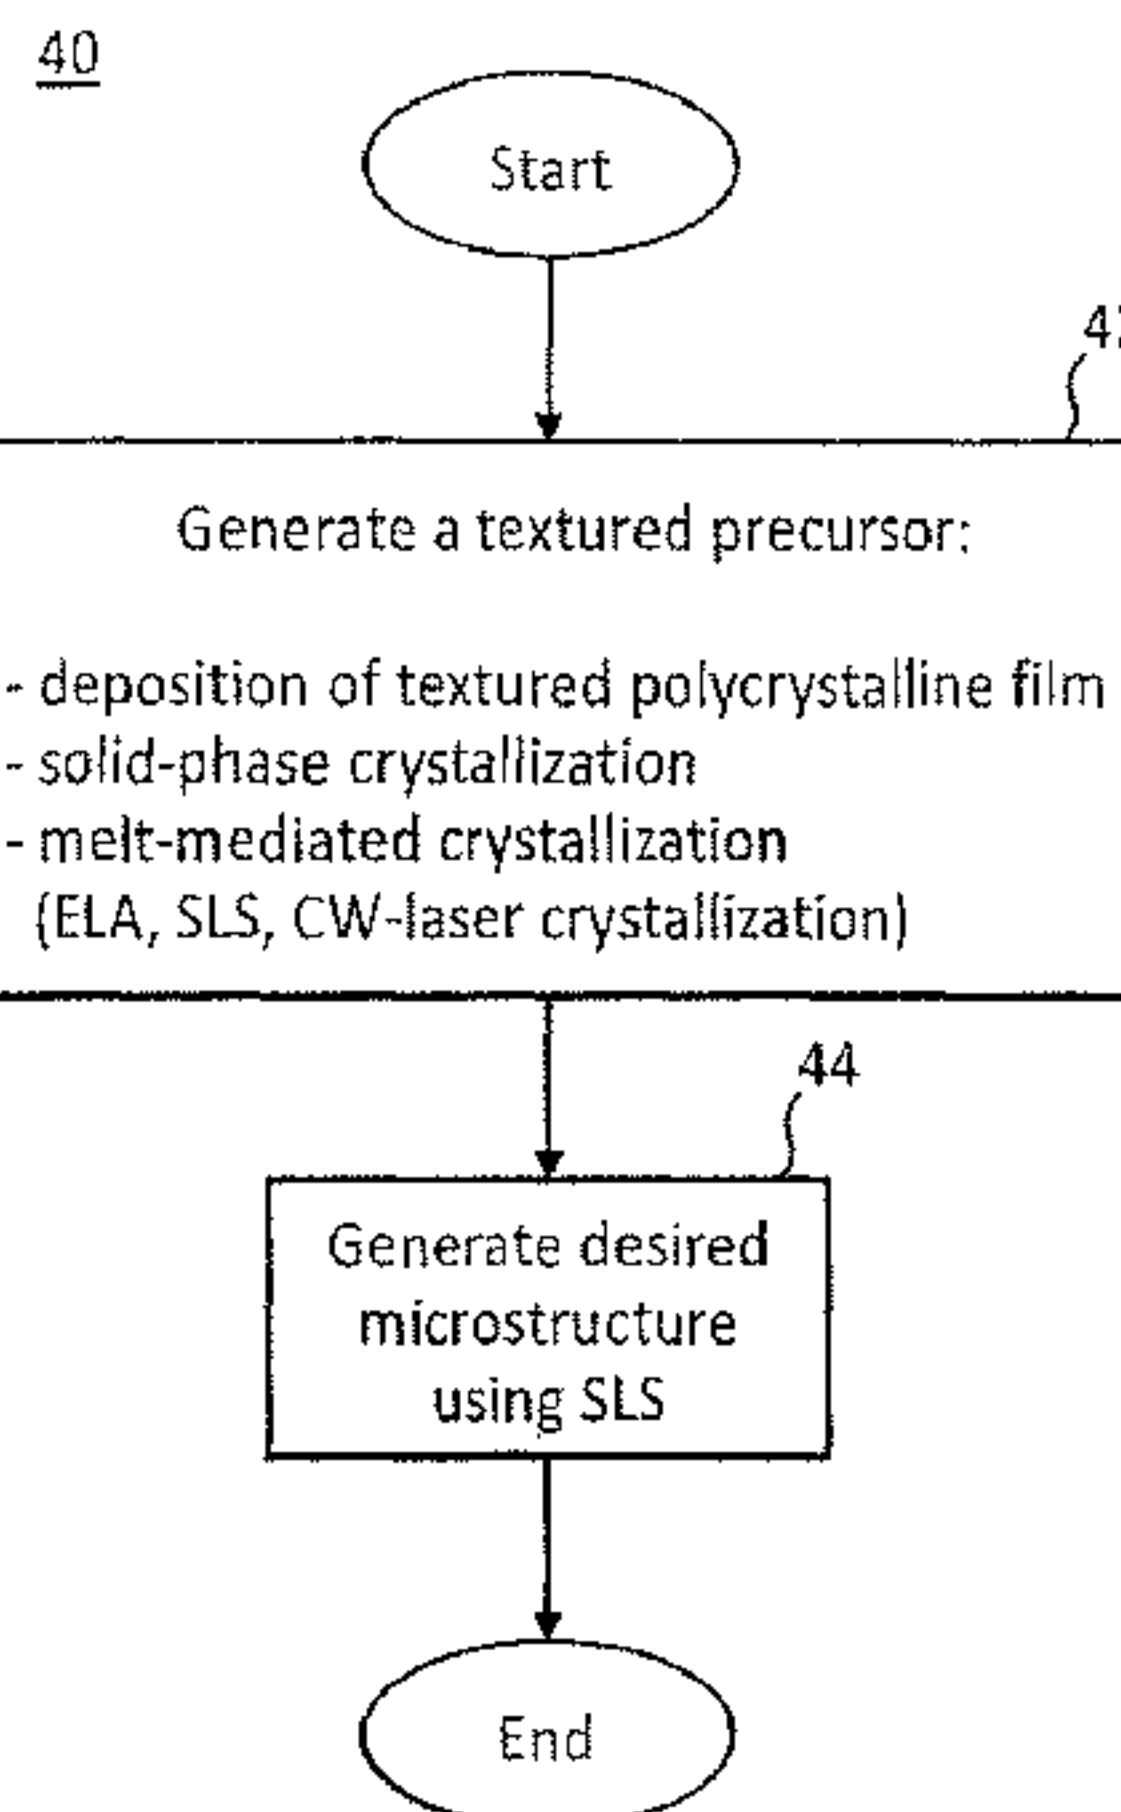 40
Start
Generate a textured precursor:
- deposition of textured polycrystalline film
- solid-phase crystallization
- melt-mediated crystallization
(ELA, SLS, CW-laser crystallization)
44
Generate desired
microstructure
using SLS
End